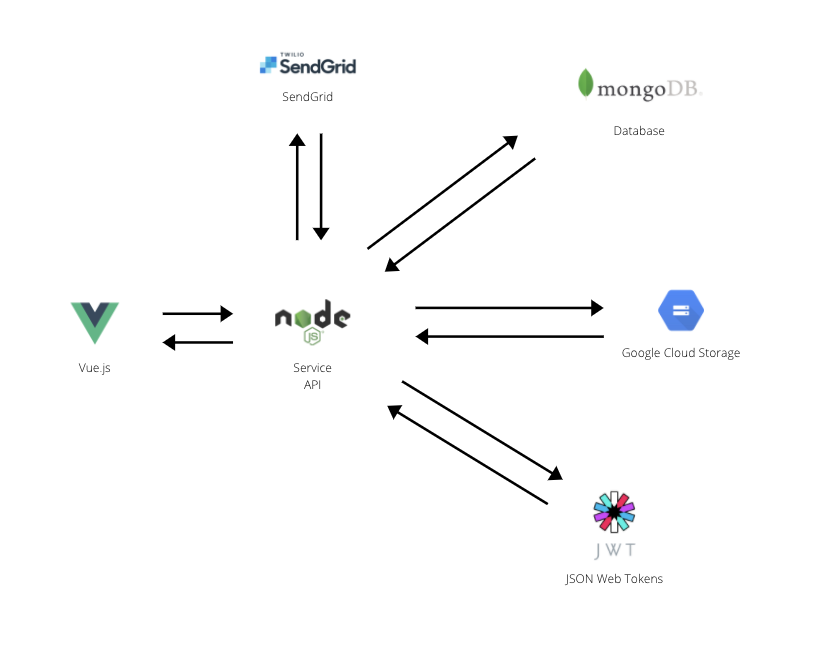 TWILIO
SendGrid
SendGrid
mongoDB.
Database
node
JS
Vue.js
Service
API
Google Cloud Storage
JWT
JSON Web Tokens